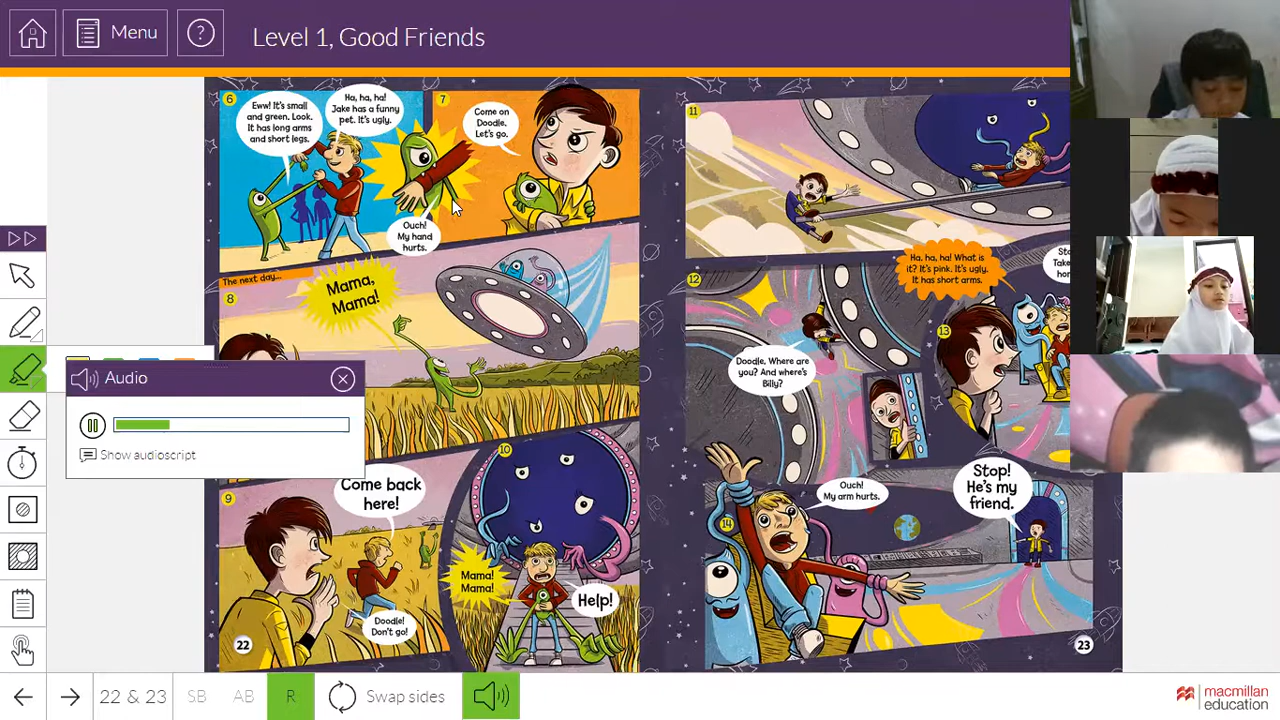 Menu
?
Level 1, Good Friends
6
Eww! It's small
and green. Look.
It has long arms
and short legs.
Ha, ha, ha!
Jake has a funny
pet. It's ugly.
Ouch!
My hand
hurts.
7
Come on
Doodle.
Let's go.
The next day...
8
Mama,
Mama!
9
Come back
here!
Doodle!
Don't go!
10
Mama!
Mama!
Help!
22
11
12
Doodle. Where are
you? And where's
Billy?
Ha, ha, ha! What is
it? It's pink. It's ugly.
It has short arms.
13
14
Ouch!
My arm hurts.
Stop!
He's my
friend.
23
Audio
Show audioscript
22 & 23
SB
AB
R
Swap sides
macmillan
education